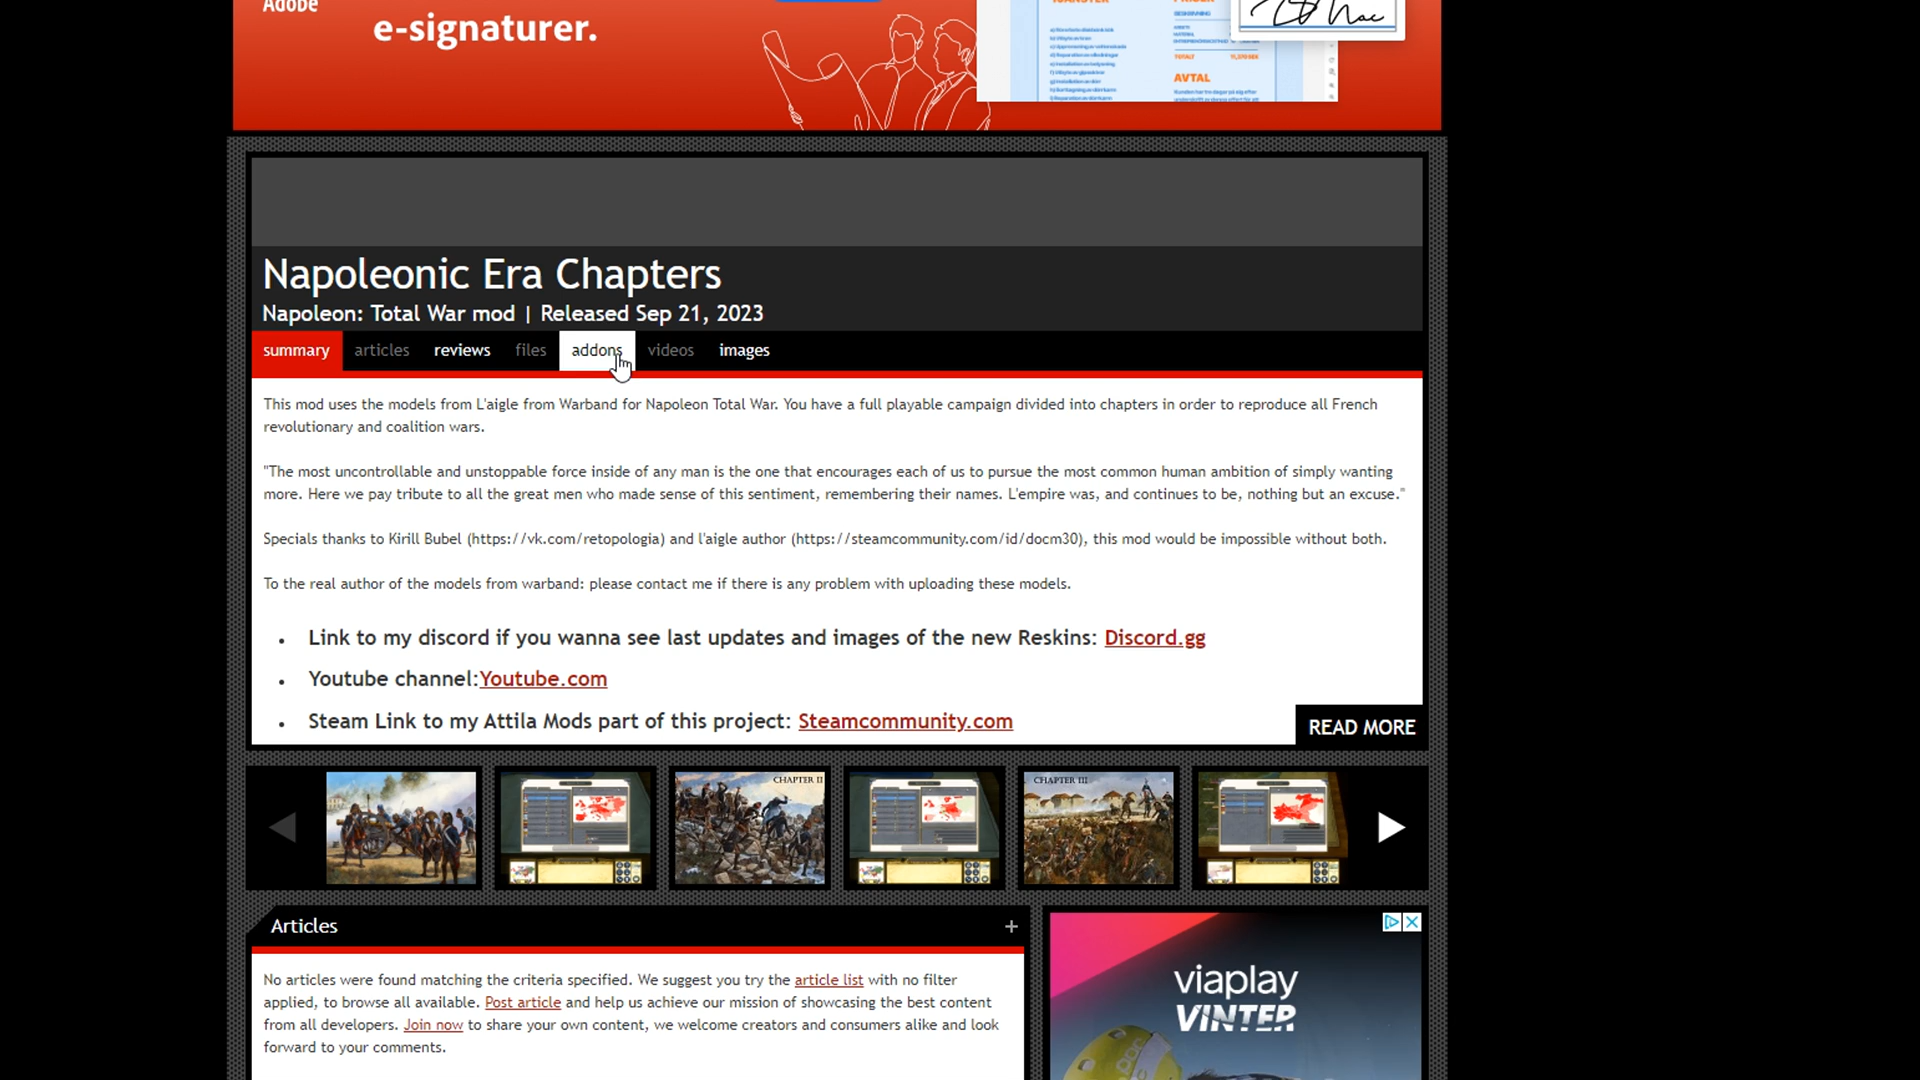 Adobe
e-signaturer.
AVTAL
Napoleonic Era Chapters
Napoleon: Total War mod | Released Sep 21, 2023
summary articles reviews files addons videos images
This mod uses the models from L'aigle from Warband for Napoleon Total War. You have a full playable campaign divided into chapters in order to reproduce all French
revolutionary and coalition wars.
"The most uncontrollable and unstoppable force inside of any man is the one that encourages each of us to pursue the most common human ambition of simply wanting
more. Here we pay tribute to all the great men who made sense of this sentiment, remembering their names. L'empire was, and continues to be, nothing but an excuse."
Specials thanks to Kirill Bubel (https://vk.com/retopologia) and l'aigle author (https://steamcommunity.com/id/docm30), this mod would be impossible without both.
To the real author of the models from warband: please contact me if there is any problem with uploading these models.
• Link to my discord if you wanna see last updates and images of the new Reskins: Discord.gg
• Youtube channel:Youtube.com
• Steam Link to my Attila Mods part of this project: Steamcommunity.com
READ MORE
CHAPTER II
CHAPTER III
Articles +
No articles were found matching the criteria specified. We suggest you try the article list with no filter
applied, to browse all available. Post article and help us achieve our mission of showcasing the best content
from all developers. Join now to share your own content, we welcome creators and consumers alike and look
forward to your comments.
viaplay
VINTER
POC